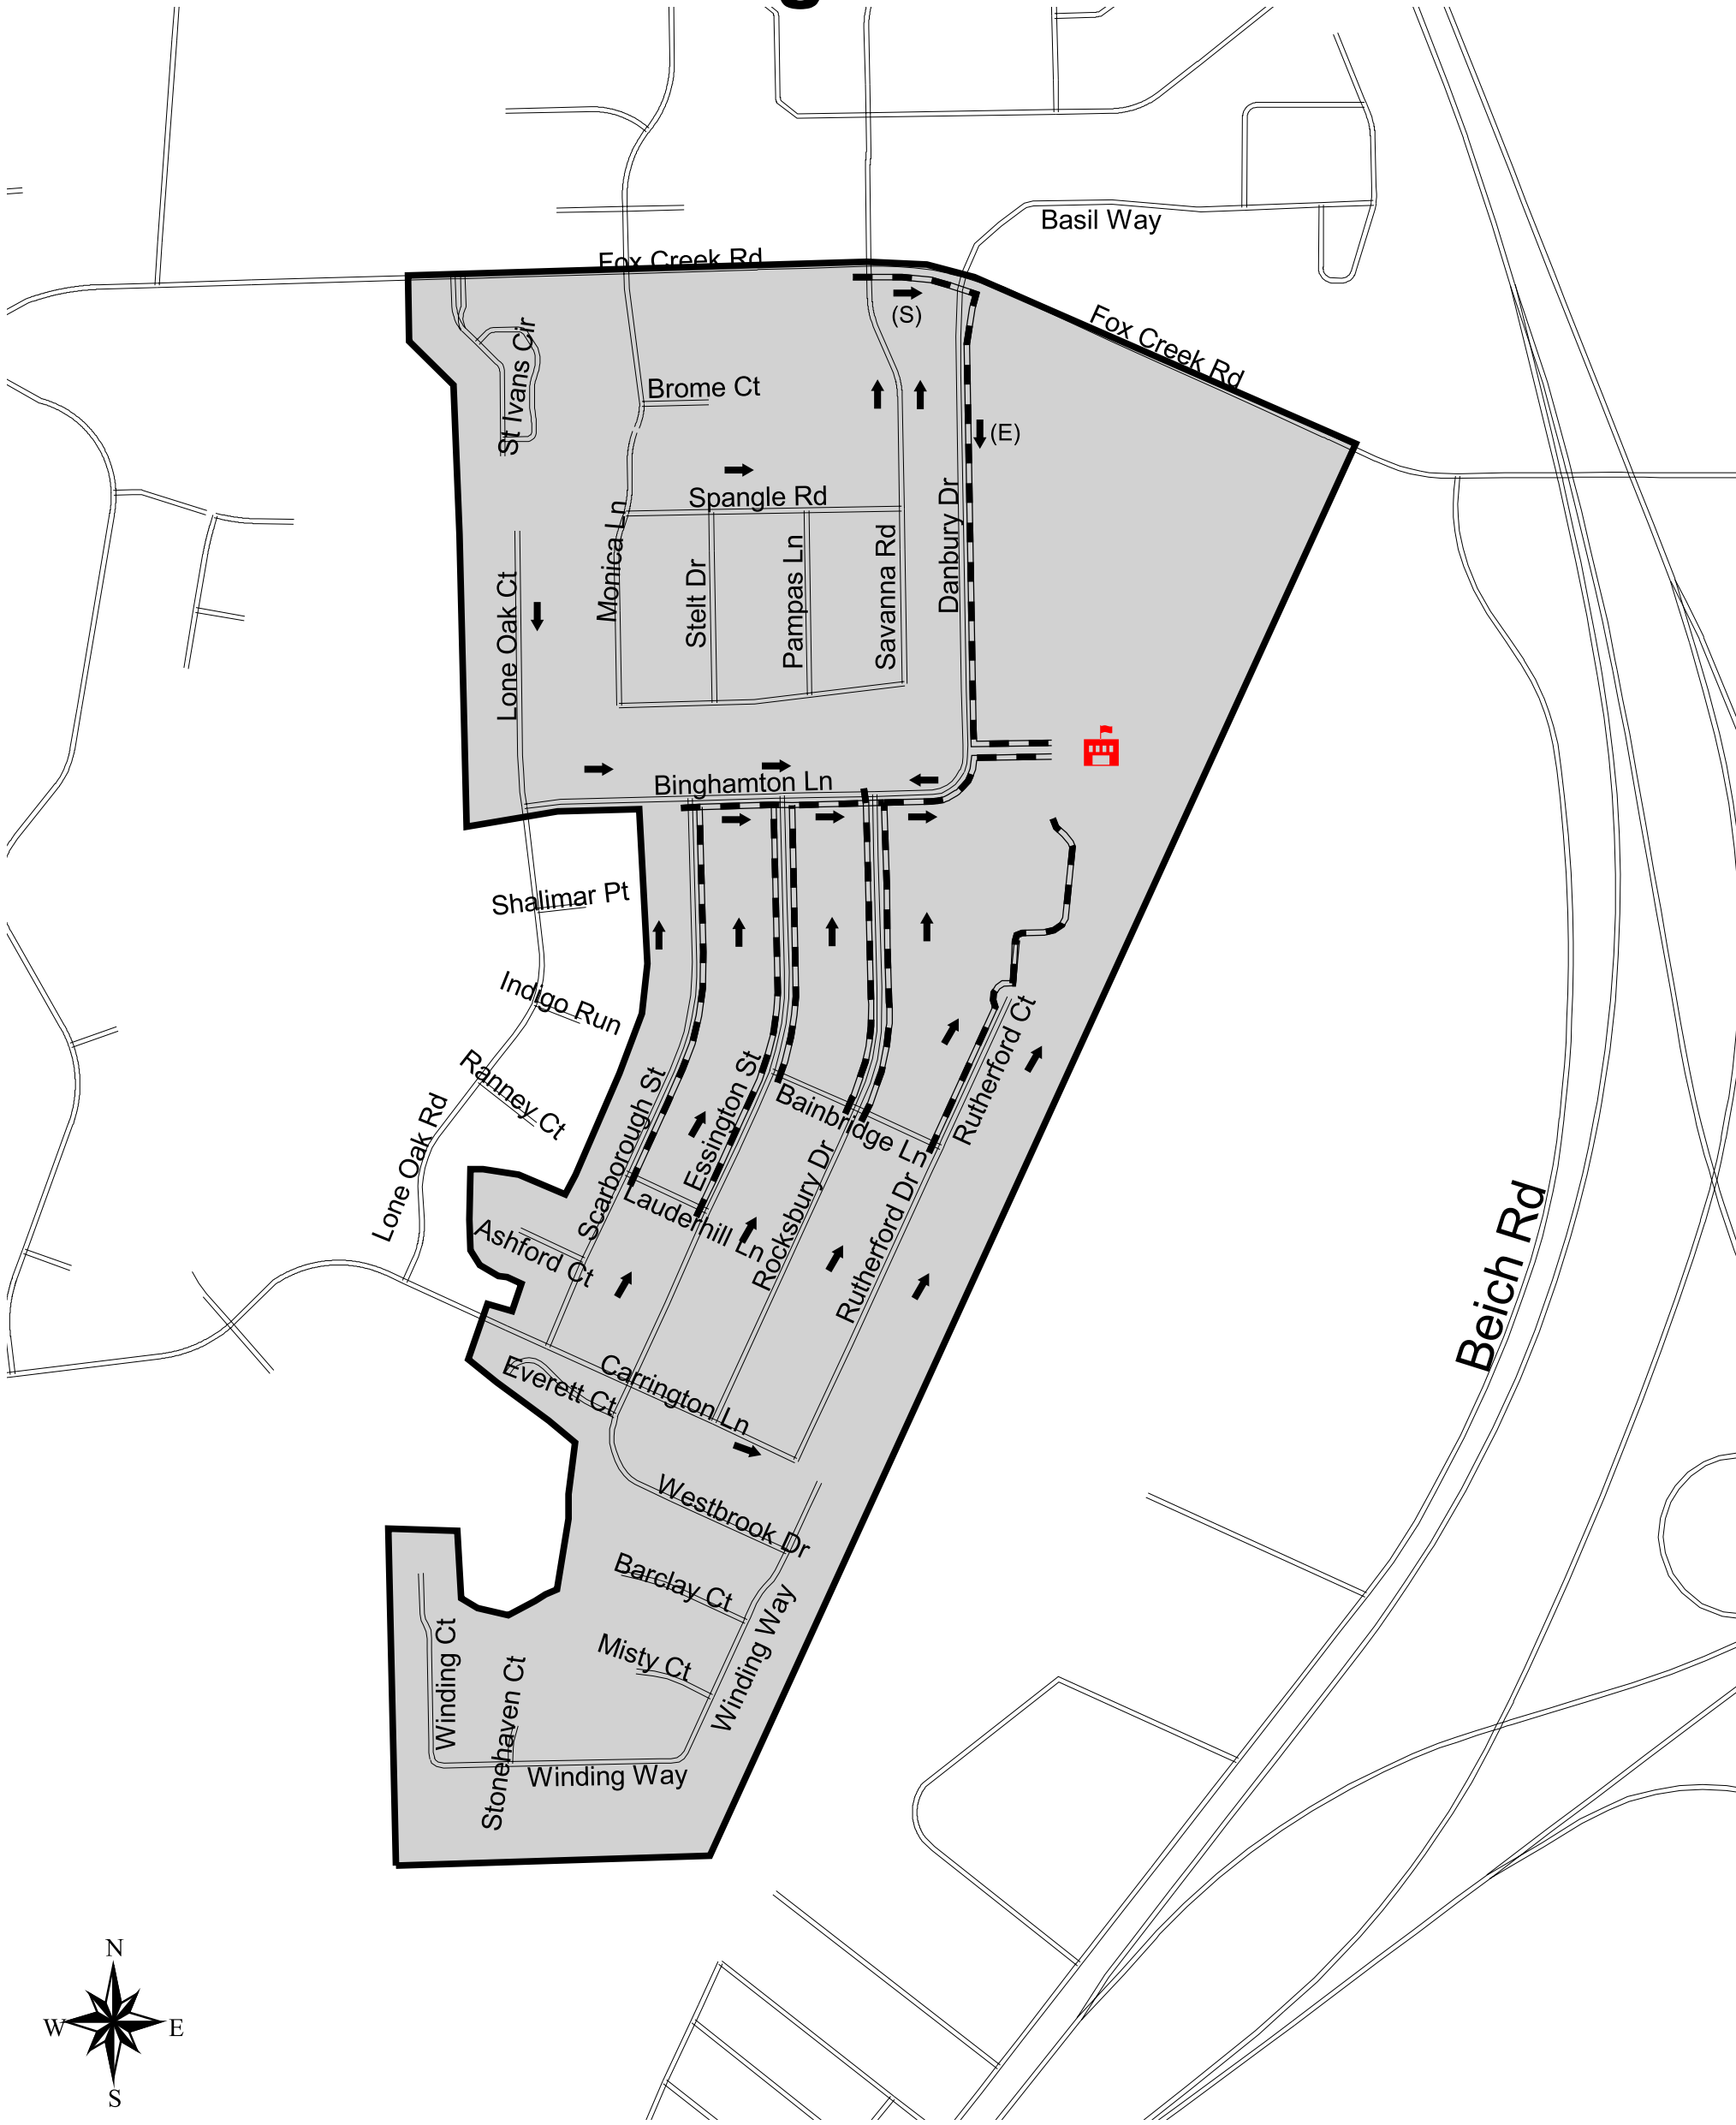 Basil Way
Fox Creek Rd
Fox Creek Rd
(S)
St Ivans Cir
Brome Ct
(E)
Spangle Rd
Monica Ln
Stelt Dr
Pampas Ln
Savanna Rd
Danbury Dr
Lone Oak Ct
Binghamton Ln
Shalimar Pt
Indigo Run
Ranney Ct
Lone Oak Rd
Scarborough St
Essington St
Bainbridge Ln
Rutherford Ct
Lauderhill Ln
Rocksbury Dr
Rutherford Dr
Ashford Ct
Beich Rd
Everett Ct
Carrington Ln
Westbrook Dr
Barclay Ct
Misty Ct
Winding Way
Winding Ct
Stonehaven Ct
Winding Way
N
W
E
S